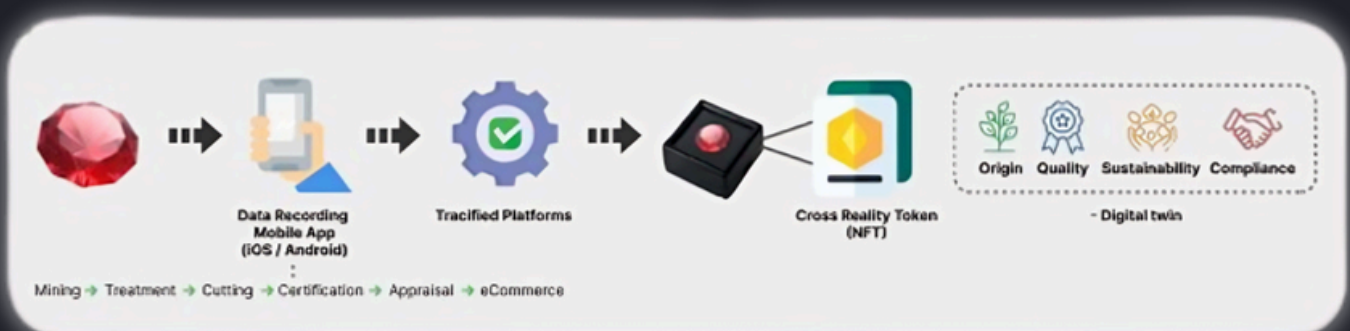 Origin Quality Sustainability Compliance
Data Recording
Mobile App
(iOS / Android)
Tracified Platforms
Cross Reality Token
(NFT)
- Digital twin
Mining → Treatment → Cutting → Certification → Appraisal → eCommerce